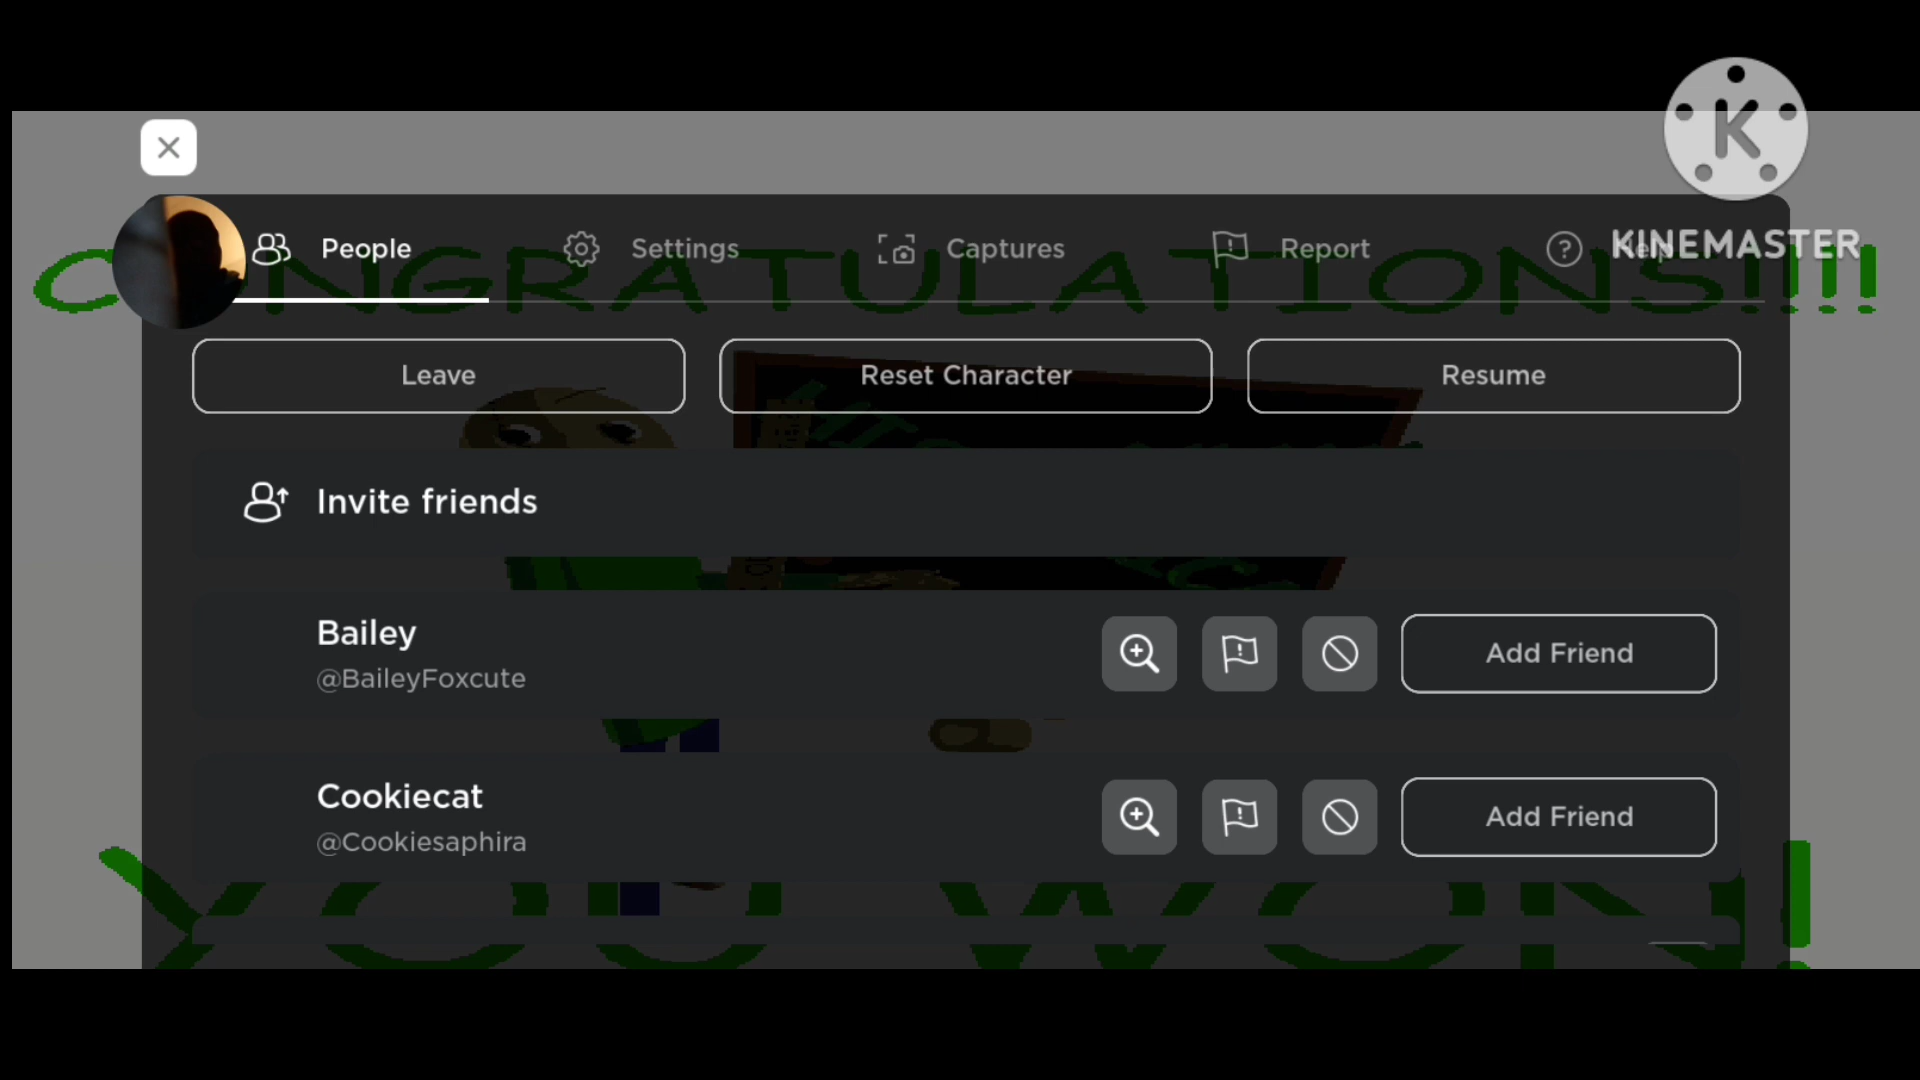 K
KINEMASTER
People Settings Captures Report Help
CONGRATULATIONS!!!!
Leave Reset Character Resume
Invite friends
Bailey
@BaileyFoxcute
Add Friend
Cookiecat
@Cookiesaphira
Add Friend
YOU WON!